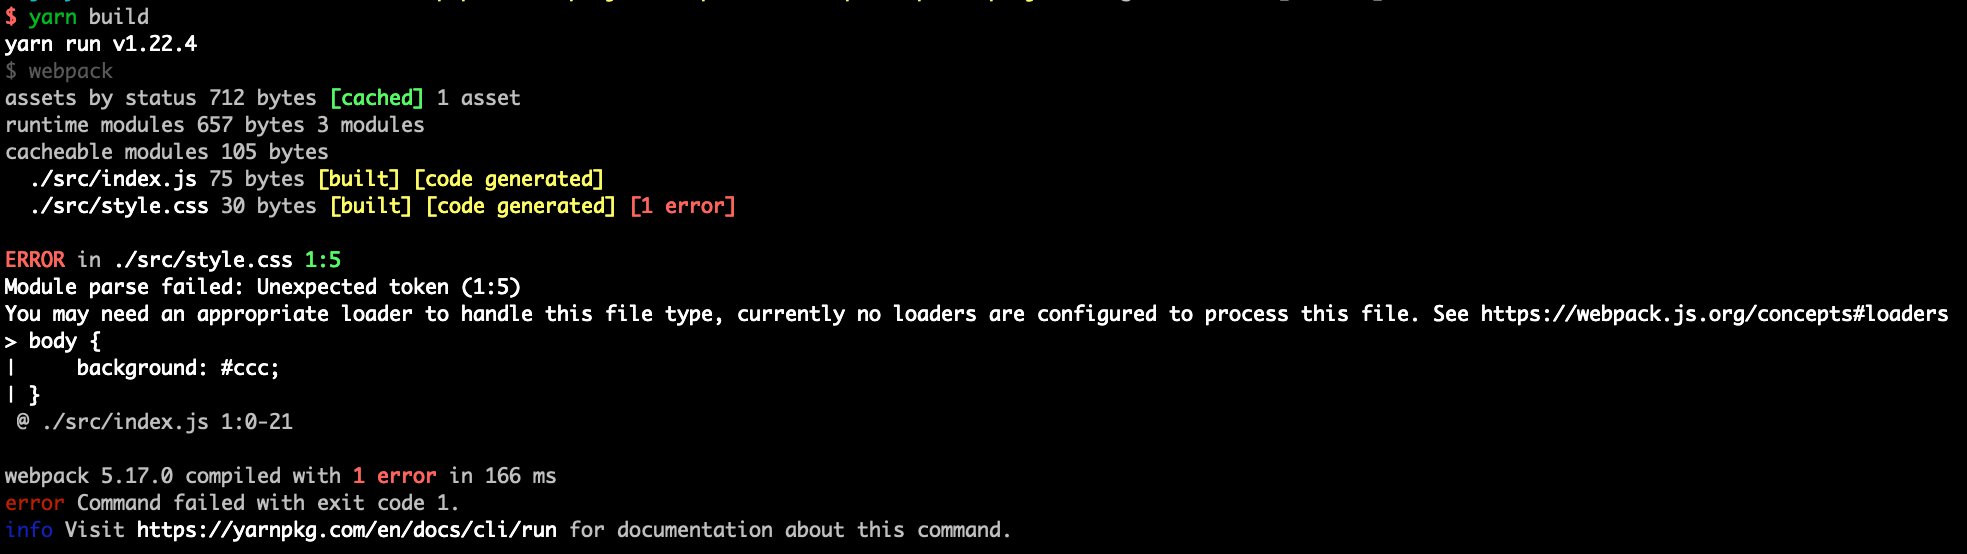 $ yarn build
yarn run v1.22.4
$ webpack
assets by status 712 bytes [cached] 1 asset
runtime modules 657 bytes 3 modules
cacheable modules 105 bytes
  ./src/index.js 75 bytes [built] [code generated]
  ./src/style.css 30 bytes [built] [code generated] [1 error]

ERROR in ./src/style.css 1:5
Module parse failed: Unexpected token (1:5)
You may need an appropriate loader to handle this file type, currently no loaders are configured to process this file. See https://webpack.js.org/concepts#loaders
> body {
|     background: #ccc;
| }
 @ ./src/index.js 1:0-21

webpack 5.17.0 compiled with 1 error in 166 ms
error Command failed with exit code 1.
info Visit https://yarnpkg.com/en/docs/cli/run for documentation about this command.